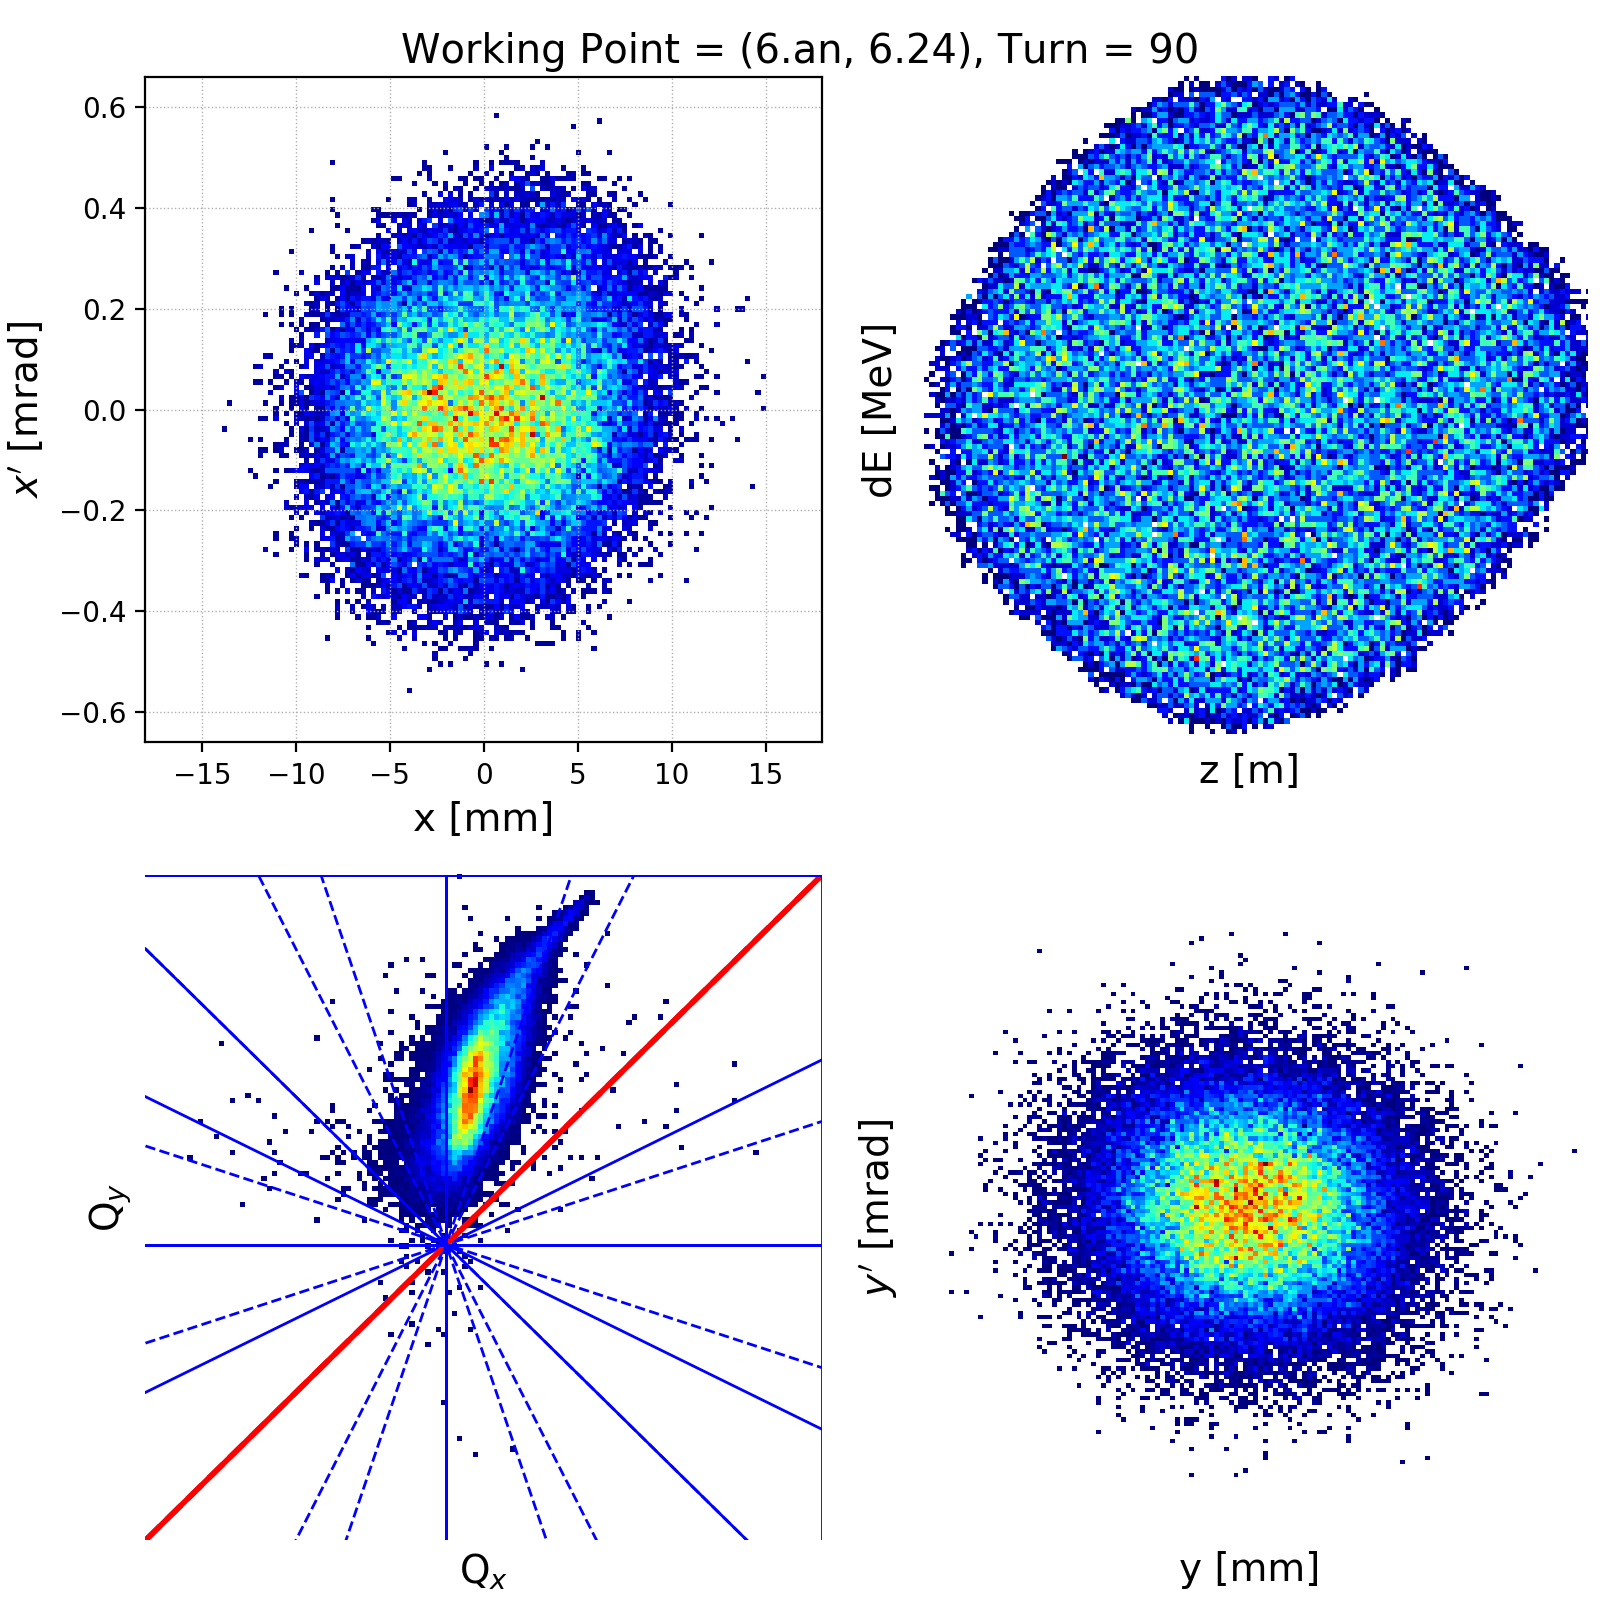 Working Point = (6.an, 6.24), Turn = 90
0.6
0.4
0.2
0.0
−0.2
−0.4
−0.6
x′ [mrad]
−15 −10 −5 0 5 10 15
x [mm]
dE [MeV]
z [m]
Qy
Qx
y′ [mrad]
y [mm]